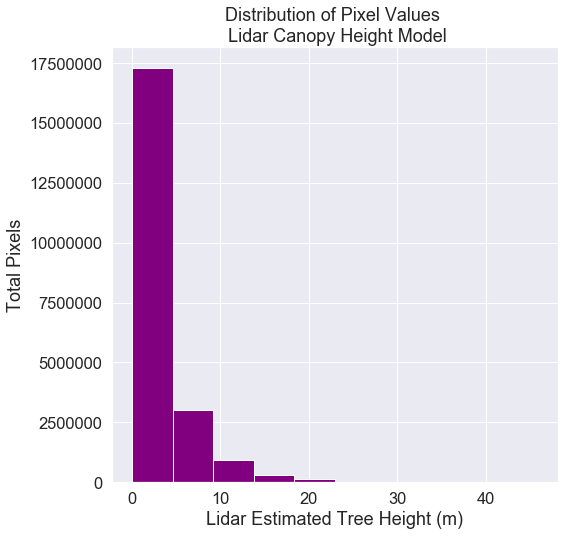 Distribution of Pixel Values
Lidar Canopy Height Model
17500000
15000000
12500000
10000000
7500000
5000000
2500000
0
Total Pixels
0 10 20 30 40
Lidar Estimated Tree Height (m)